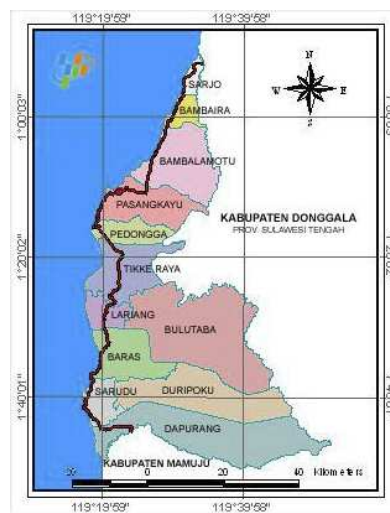 119°19'59" 119°39'58"
N
W E
S
SARJO
BAMBAIRA
1°00'03"
BAMBALAMOTU
PASANGKAYU
KABUPATEN DONGGALA
PROV. SULAWESI TENGAH
PEDONGGA
1°20'02"
TIKKE RAYA
LARIANG
BULUTABA
BARAS
1°40'01"
SARUDU
DURIPOKU
DAPURANG
KABUPATEN MAMUJU
20 0 20 40 Kilometers
119°19'59" 119°39'58"